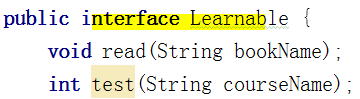 public interface Learnable {
void read(String bookName);
int test(String courseName);